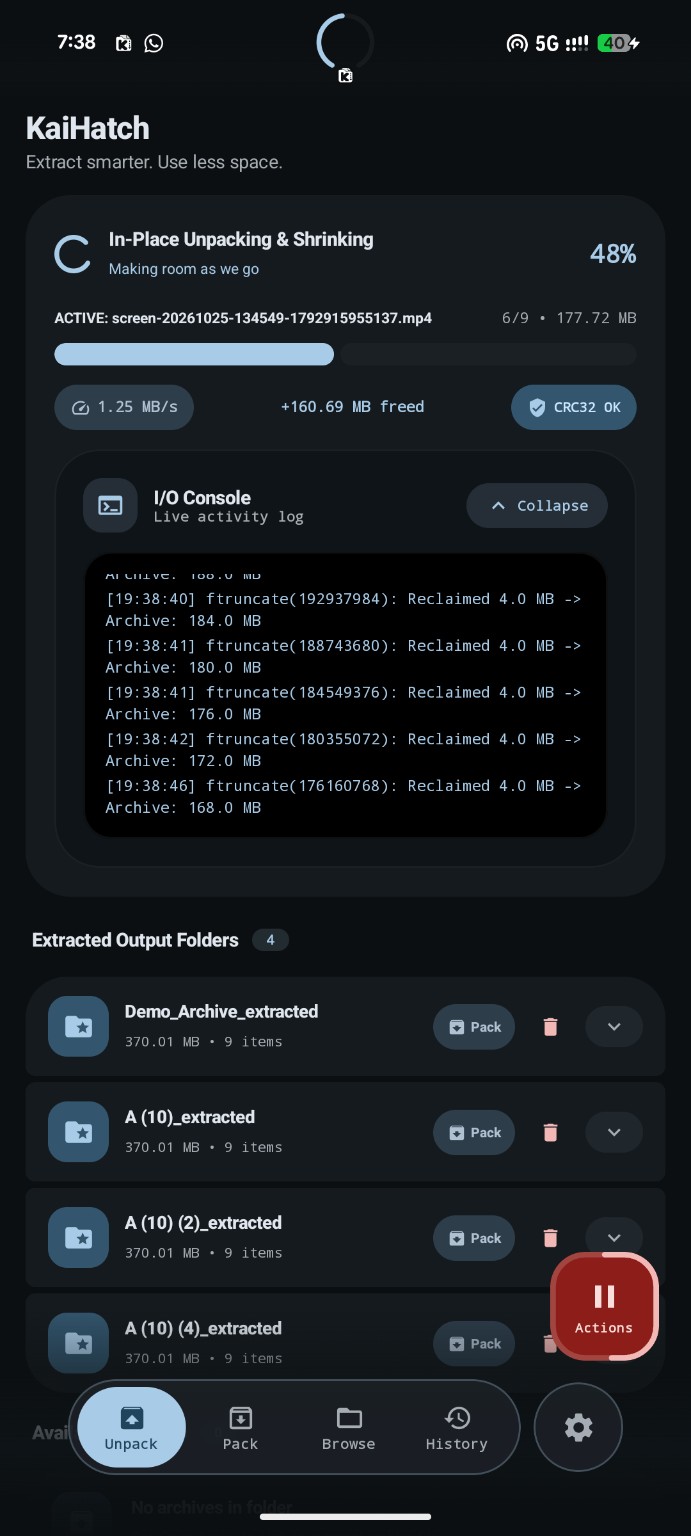 7:38
5G
40
KaiHatch
Extract smarter. Use less space.
In-Place Unpacking & Shrinking
Making room as we go
48%
ACTIVE: screen-20261025-134549-1792915955137.mp4
6/9 • 177.72 MB
1.25 MB/s
+160.69 MB freed
CRC32 OK
I/O Console
Live activity log
Collapse
Archive: 188.0 MB
[19:38:40] ftruncate(192937984): Reclaimed 4.0 MB ->
Archive: 184.0 MB
[19:38:41] ftruncate(188743680): Reclaimed 4.0 MB ->
Archive: 180.0 MB
[19:38:41] ftruncate(184549376): Reclaimed 4.0 MB ->
Archive: 176.0 MB
[19:38:42] ftruncate(180355072): Reclaimed 4.0 MB ->
Archive: 172.0 MB
[19:38:46] ftruncate(176160768): Reclaimed 4.0 MB ->
Archive: 168.0 MB
Extracted Output Folders 4
Demo_Archive_extracted
370.01 MB • 9 items
Pack
A (10)_extracted
370.01 MB • 9 items
Pack
A (10) (2)_extracted
370.01 MB • 9 items
Pack
A (10) (4)_extracted
370.01 MB • 9 items
Pack
Actions
Unpack
Pack
Browse
History
No archives in folder